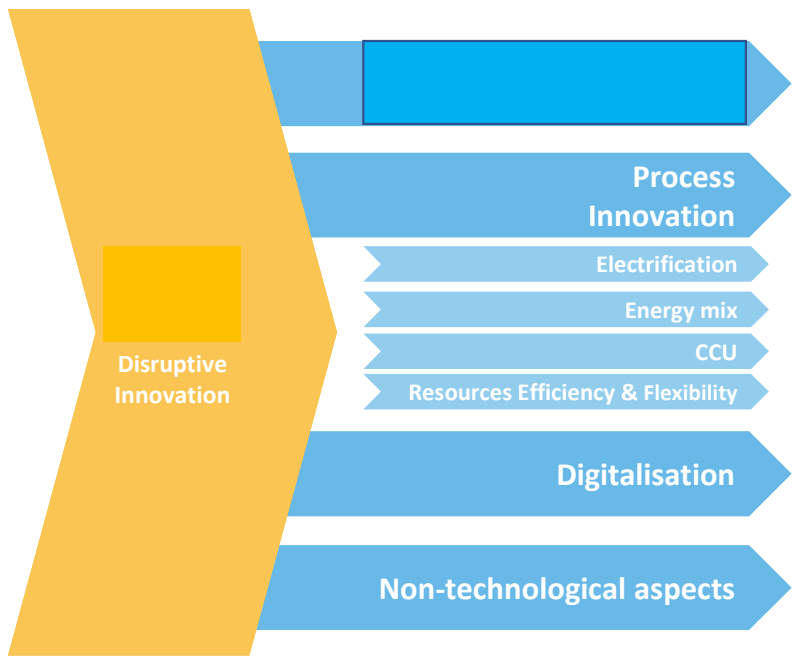 Process
Innovation
Electrification
Energy mix
CCU
Resources Efficiency & Flexibility
Disruptive
Innovation
Digitalisation
Non-technological aspects